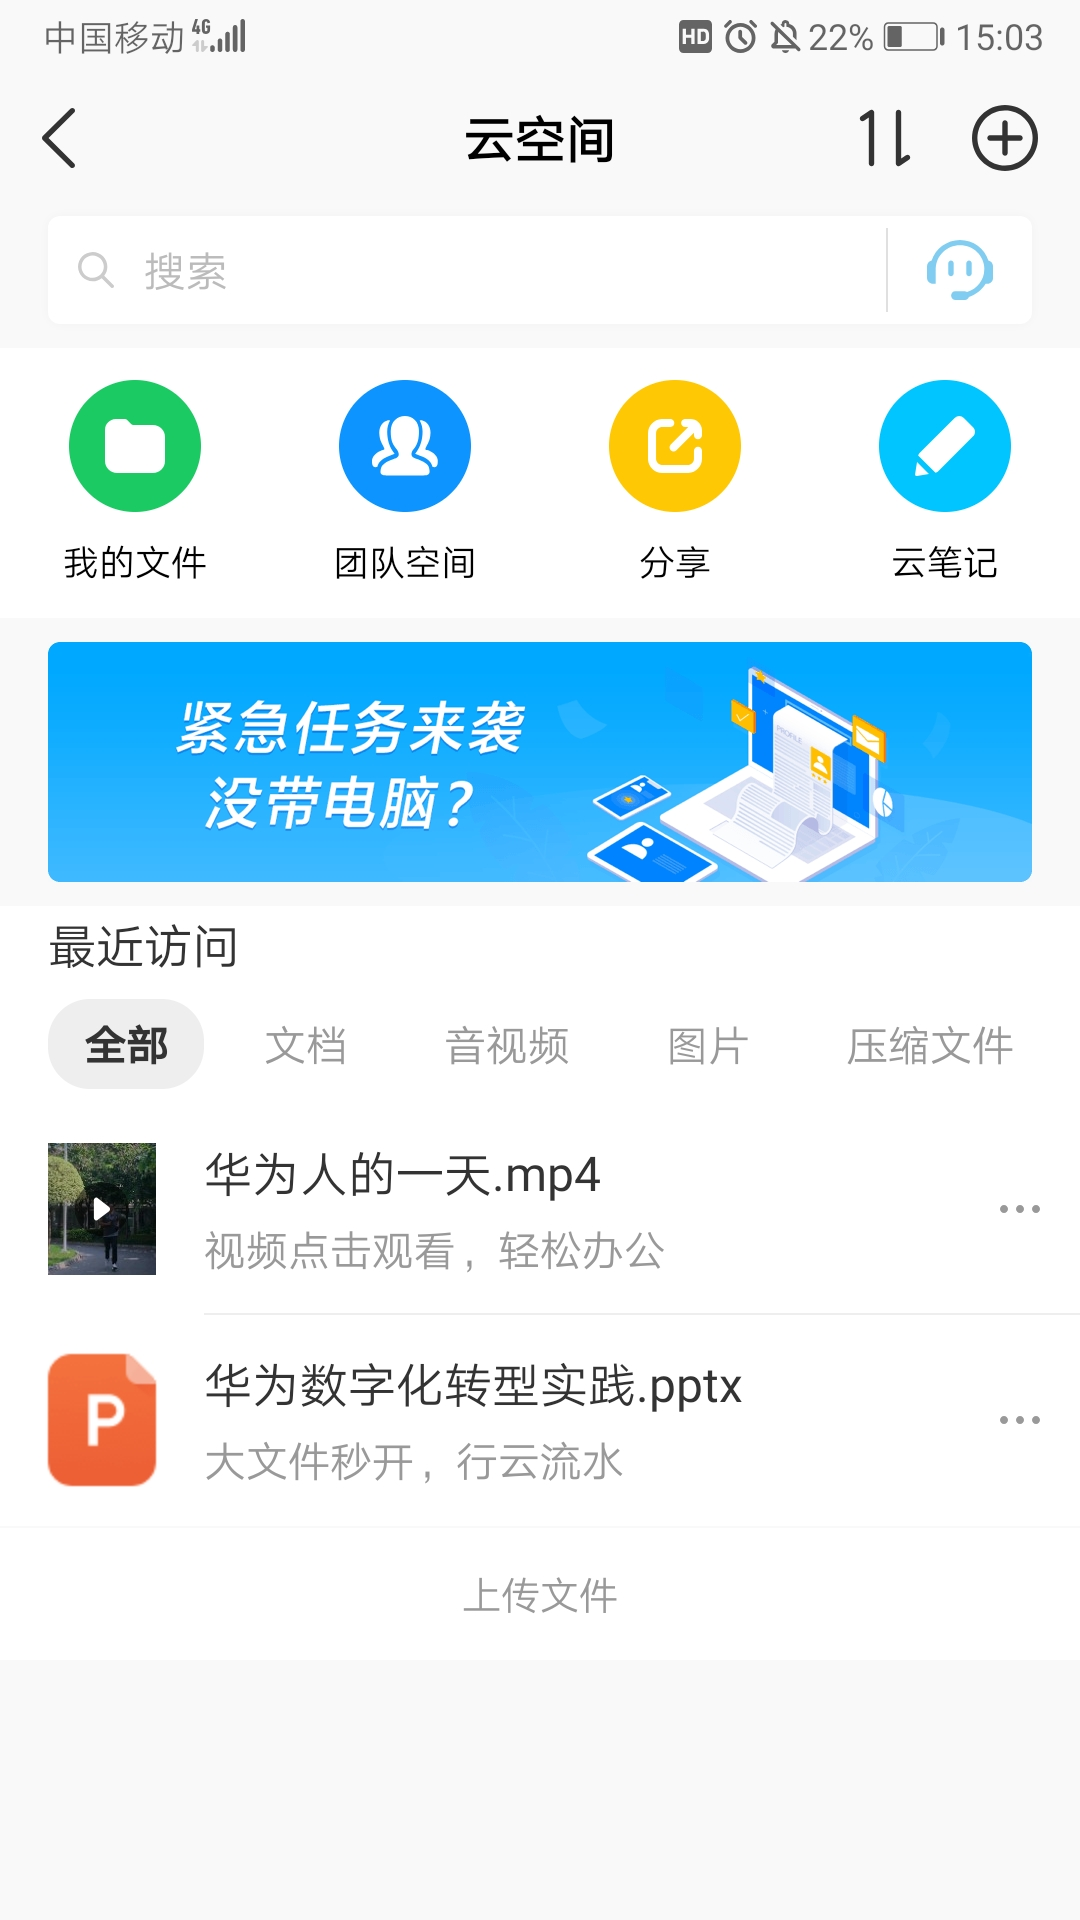 中国移动 4G HD 22% 15:03
云空间
搜索
我的文件 团队空间 分享 云笔记
紧急任务来袭
没带电脑?
PROFILE
最近访问
全部 文档 音视频 图片 压缩文件
华为人的一天.mp4
视频点击观看，轻松办公
华为数字化转型实践.pptx
P
大文件秒开，行云流水
上传文件